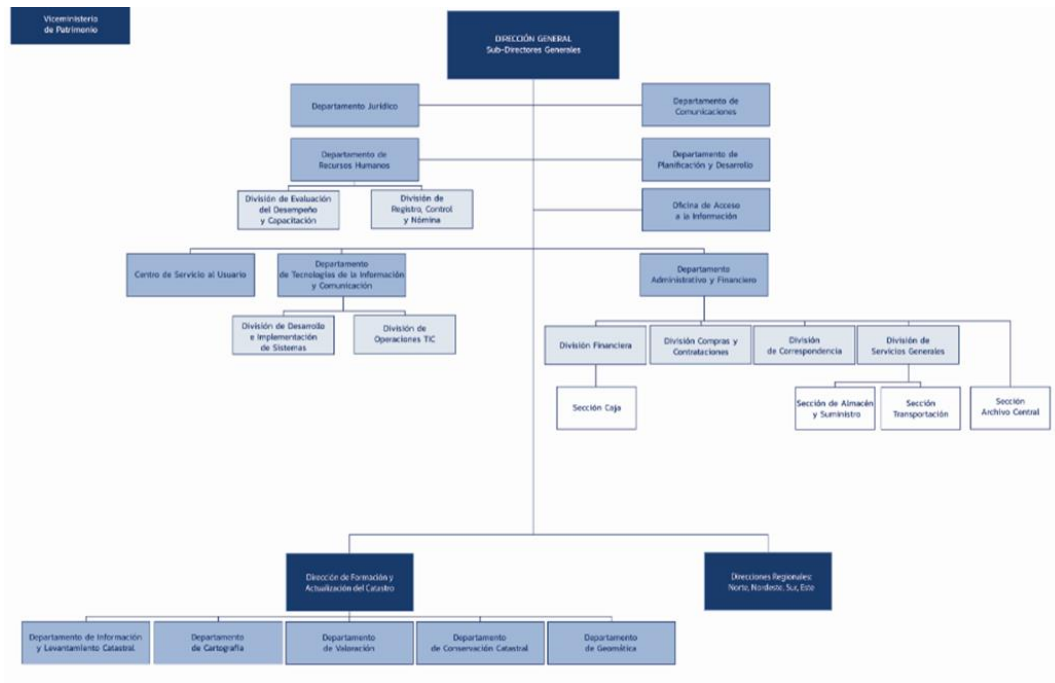 Viceministerio
de Patrimonio
DIRECCIÓN GENERAL
Sub-Directores Generales
Departamento Jurídico
Departamento de
Comunicaciones
Departamento de
Recursos Humanos
Departamento de
Planificación y Desarrollo
División de Evaluación
del Desempeño
y Capacitación
División de
Registro, Control
y Nómina
Oficina de Acceso
a la Información
Centro de Servicio al Usuario
Departamento
de Tecnologías de la Información
y Comunicación
Departamento
Administrativo y Financiero
División de Desarrollo
e Implementación
de Sistemas
División de
Operaciones TIC
División Financiera
División Compras y
Contrataciones
División
de Correspondencia
División de
Servicios Generales
Sección Caja
Sección de Almacén
y Suministro
Sección
Transportación
Sección
Archivo Central
Dirección de Formación y
Actualización del Catastro
Direcciones Regionales:
Norte, Nordeste, Sur, Este
Departamento de Información
y Levantamiento Catastral
Departamento
de Cartografía
Departamento
de Valoración
Departamento
de Conservación Catastral
Departamento
de Geomática